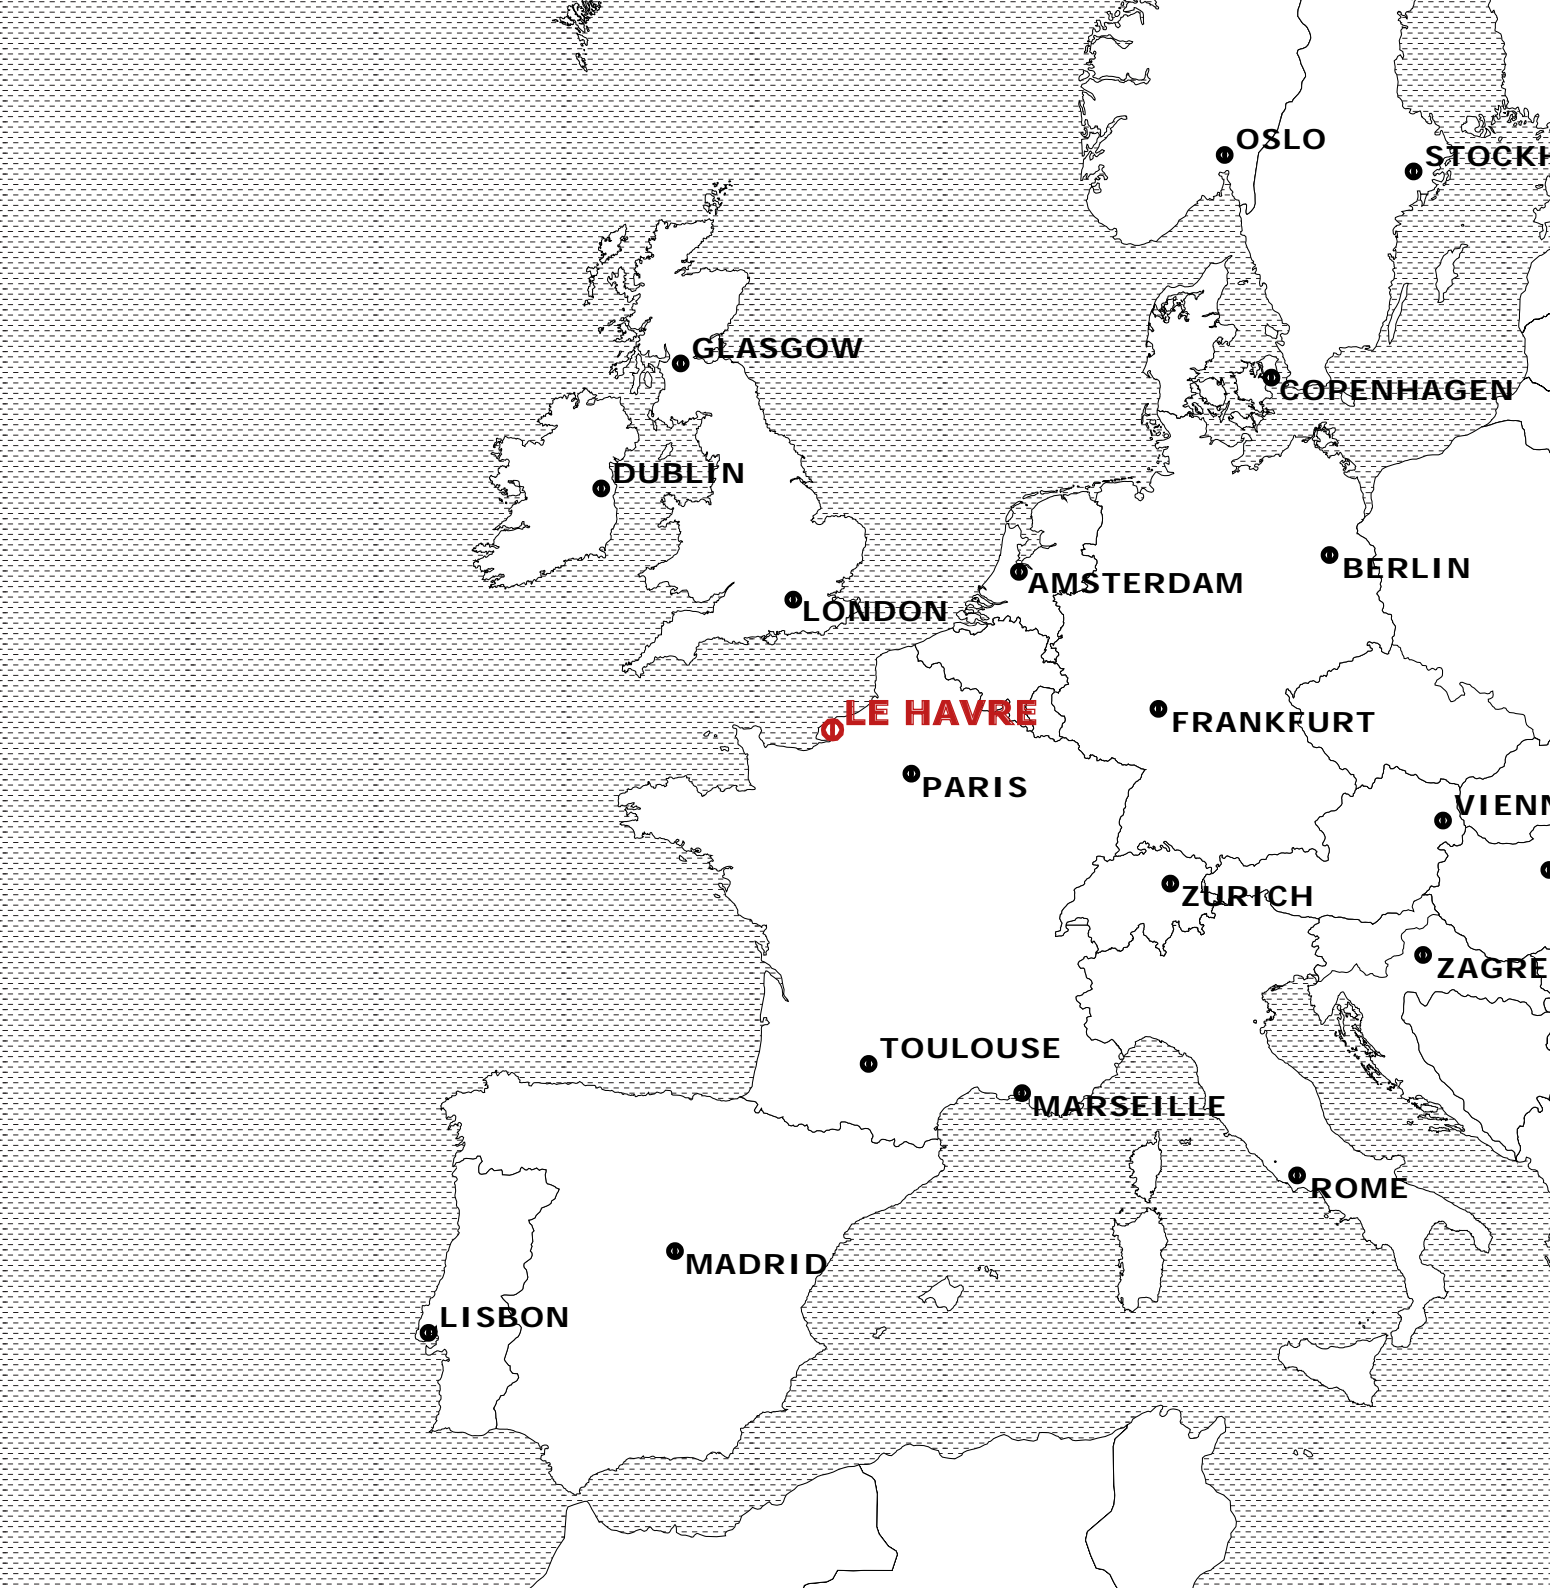 OSLO
STOCKH
GLASGOW
COPENHAGEN
DUBLIN
BERLIN
AMSTERDAM
LONDON
LE HAVRE
FRANKFURT
PARIS
VIENN
ZURICH
ZAGRE
TOULOUSE
MARSEILLE
ROME
MADRID
LISBON